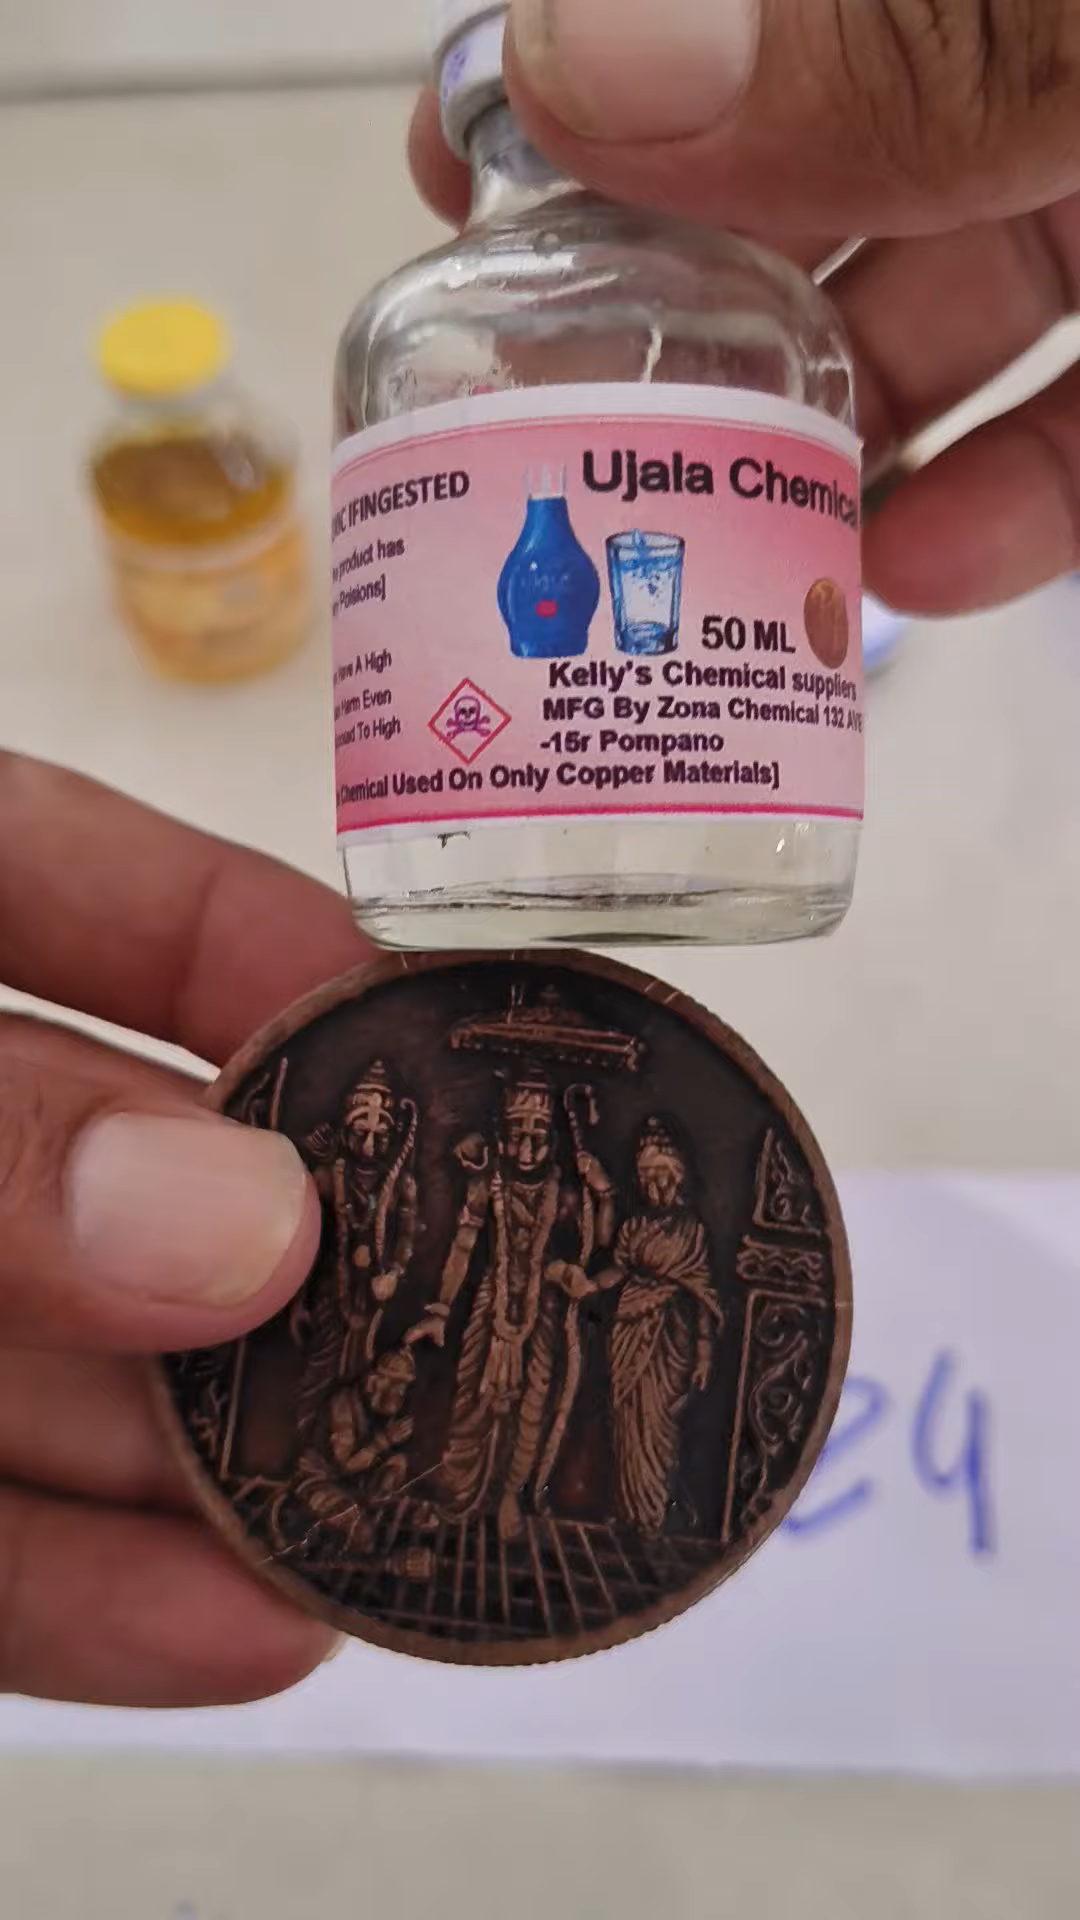 IFINGESTED
product has
Poisions]
Have A High
Harm Even
To High
Ujala Chemica
50 ML
Kelly's Chemical suppliers
MFG By Zona Chemical 132 AVE
-15r Pompano
Chemical Used On Only Copper Materials]
24